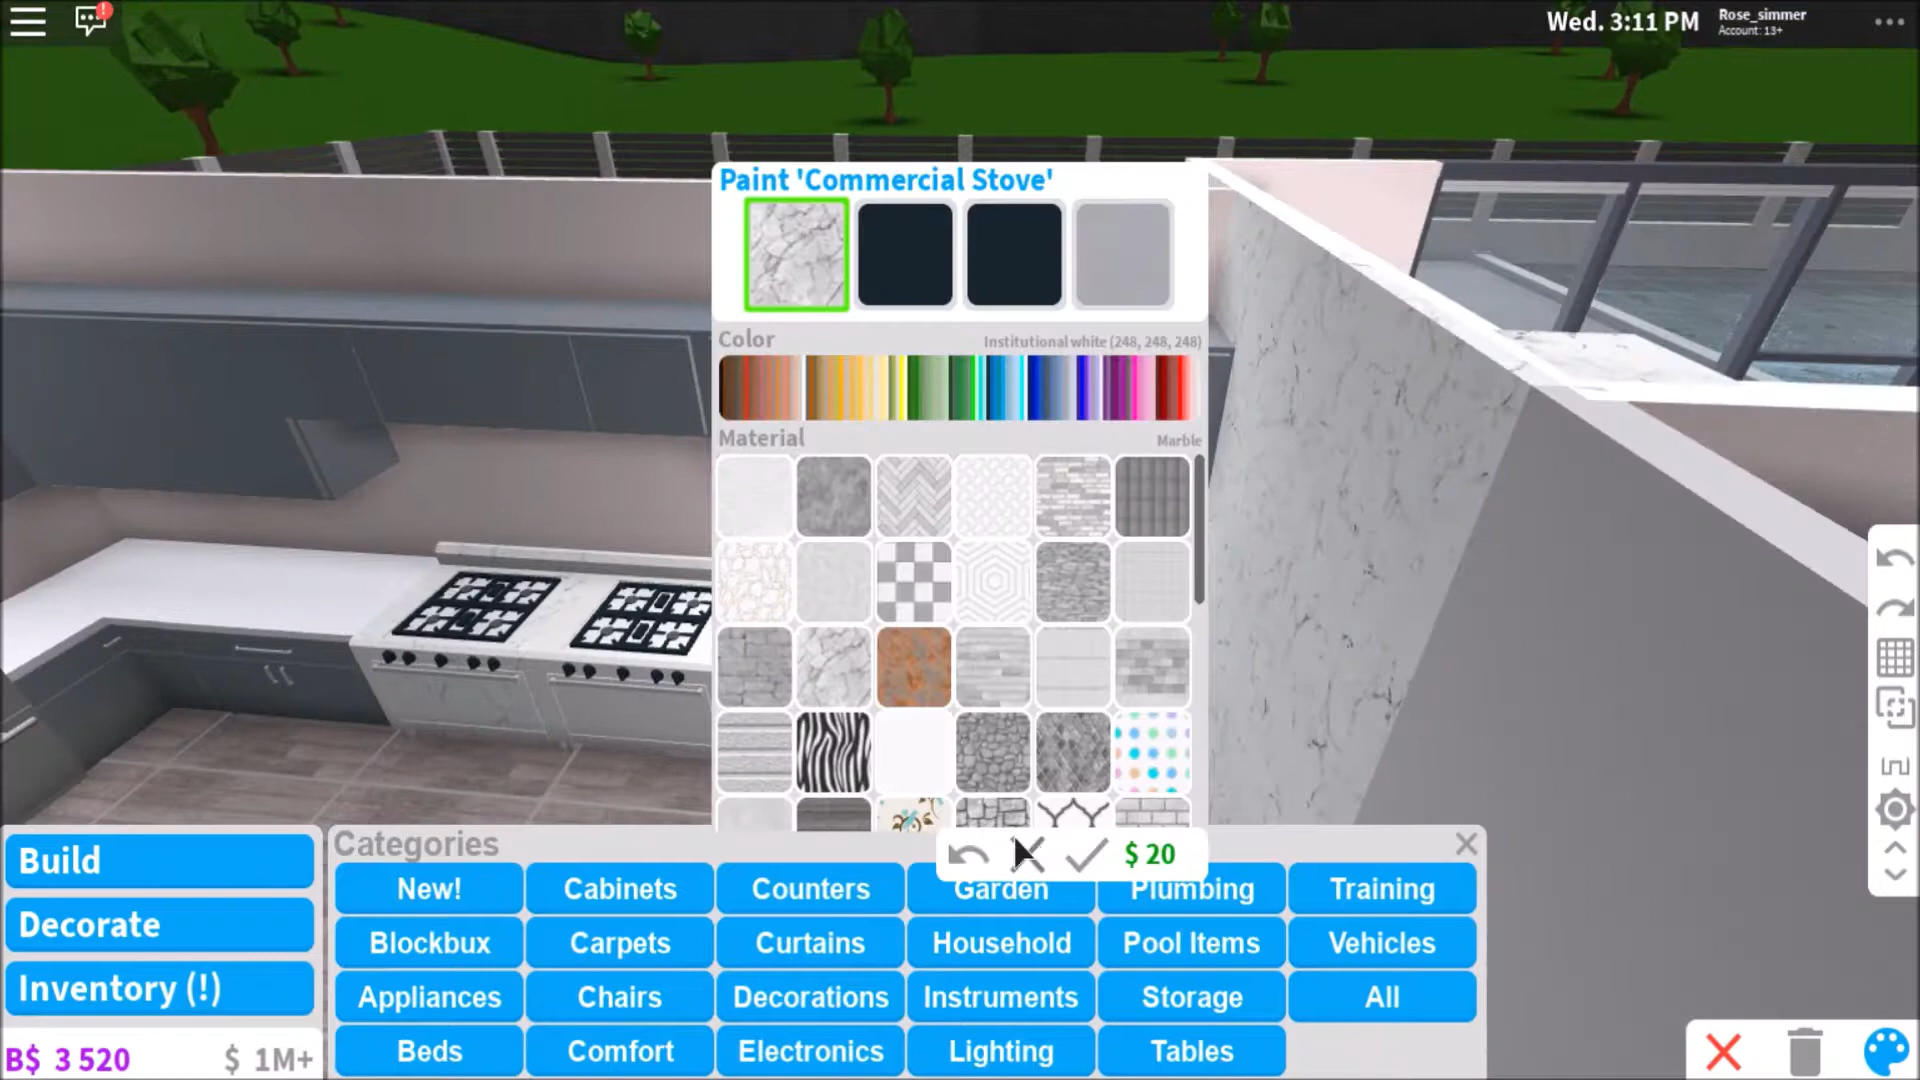 Wed. 3:11 PM
Rose_simmer
Account: 13+
Paint 'Commercial Stove'
Color
Institutional white (248, 248, 248)
Material
Marble
$ 20
Build
Decorate
Inventory (!)
B$ 3 520
$ 1M+
Categories
New!
Cabinets
Counters
Garden
Plumbing
Training
Blockbux
Carpets
Curtains
Household
Pool Items
Vehicles
Appliances
Chairs
Decorations
Instruments
Storage
All
Beds
Comfort
Electronics
Lighting
Tables